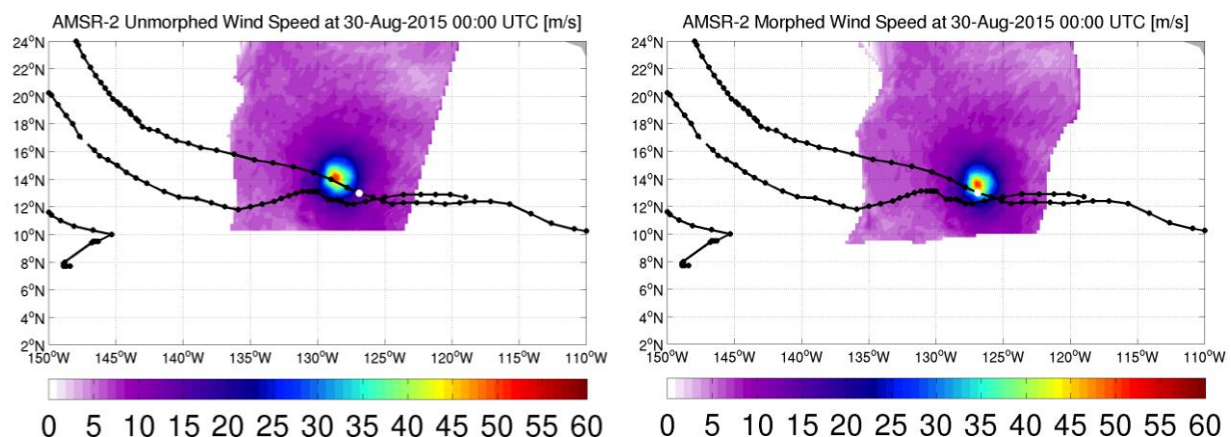 AMSR-2 Unmorphed Wind Speed at 30-Aug-2015 00:00 UTC [m/s]
24°N
22°N
20°N
18°N
16°N
14°N
12°N
10°N
8°N
6°N
4°N
2°N
150°W 145°W 140°W 135°W 130°W 125°W 120°W 115°W 110°W
0 5 10 15 20 25 30 35 40 45 50 55 60
AMSR-2 Morphed Wind Speed at 30-Aug-2015 00:00 UTC [m/s]
24°N
22°N
20°N
18°N
16°N
14°N
12°N
10°N
8°N
6°N
4°N
2°N
150°W 145°W 140°W 135°W 130°W 125°W 120°W 115°W 110°W
0 5 10 15 20 25 30 35 40 45 50 55 60